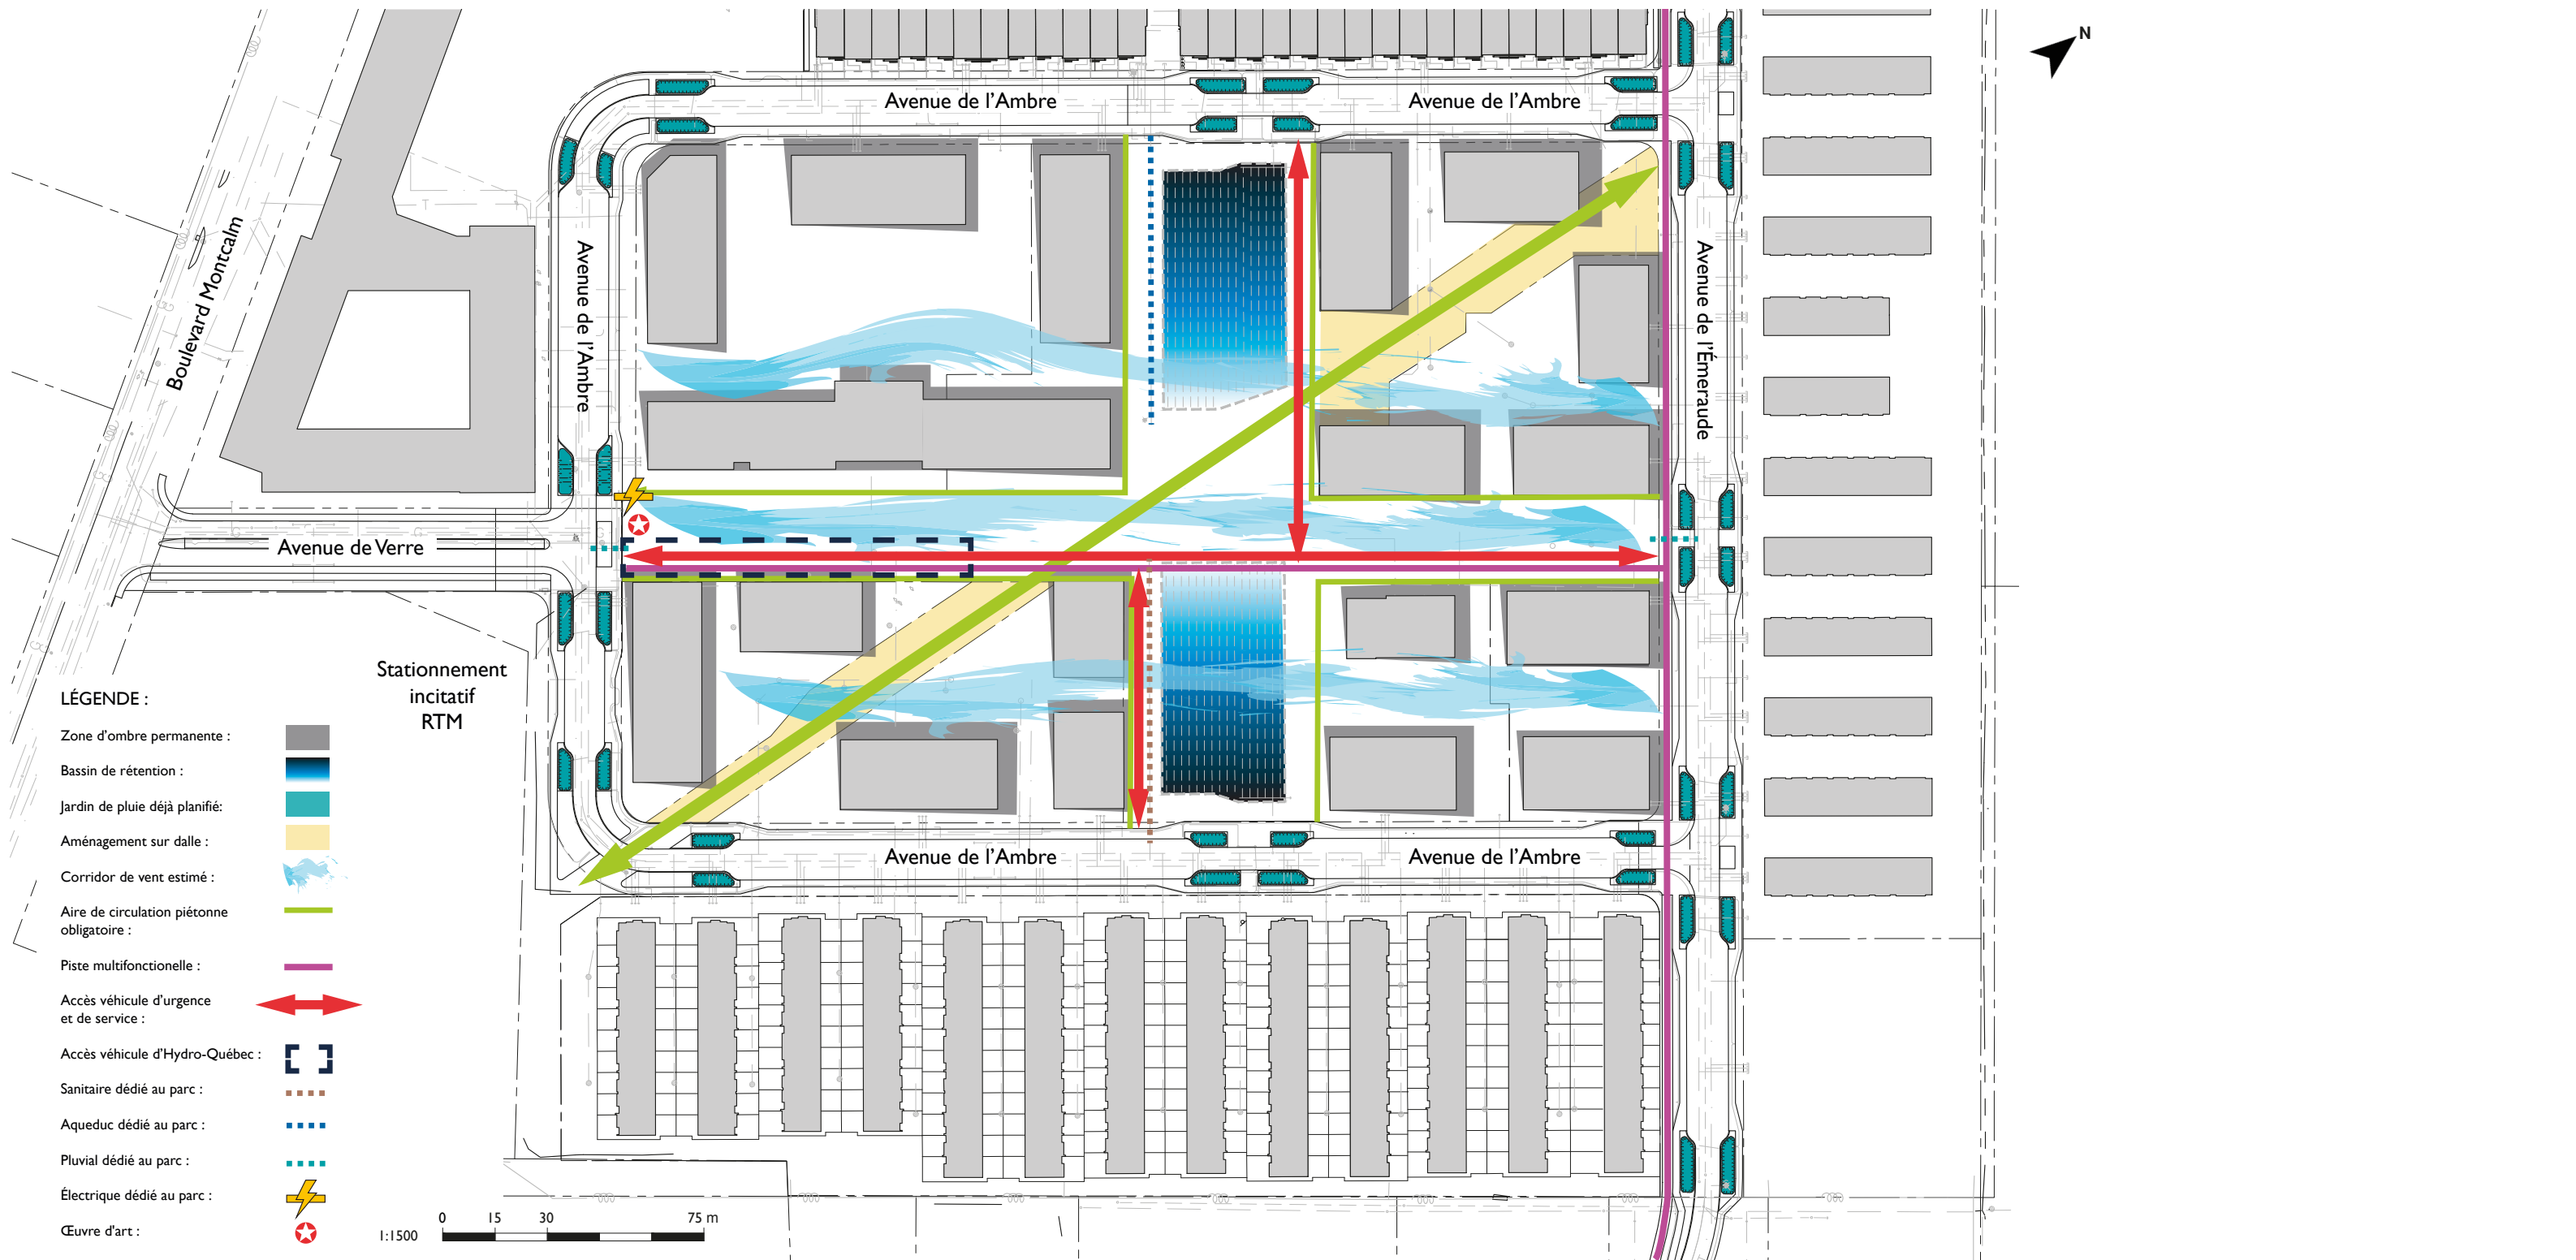 N
Avenue de l'Ambre
Avenue de l'Ambre
Boulevard Montcalm
Avenue de l'Ambre
Avenue de l'Émeraude
Avenue de Verre
Stationnement
incitatif
RTM
Avenue de l'Ambre
Avenue de l'Ambre
LÉGENDE :
Zone d'ombre permanente :
Bassin de rétention :
Jardin de pluie déjà planifié:
Aménagement sur dalle :
Corridor de vent estimé :
Aire de circulation piétonne
obligatoire :
Piste multifonctionelle :
Accès véhicule d'urgence
et de service :
Accès véhicule d'Hydro-Québec :
Sanitaire dédié au parc :
Aqueduc dédié au parc :
Pluvial dédié au parc :
Électrique dédié au parc :
Œuvre d'art :
1:1500
0 15 30 75 m